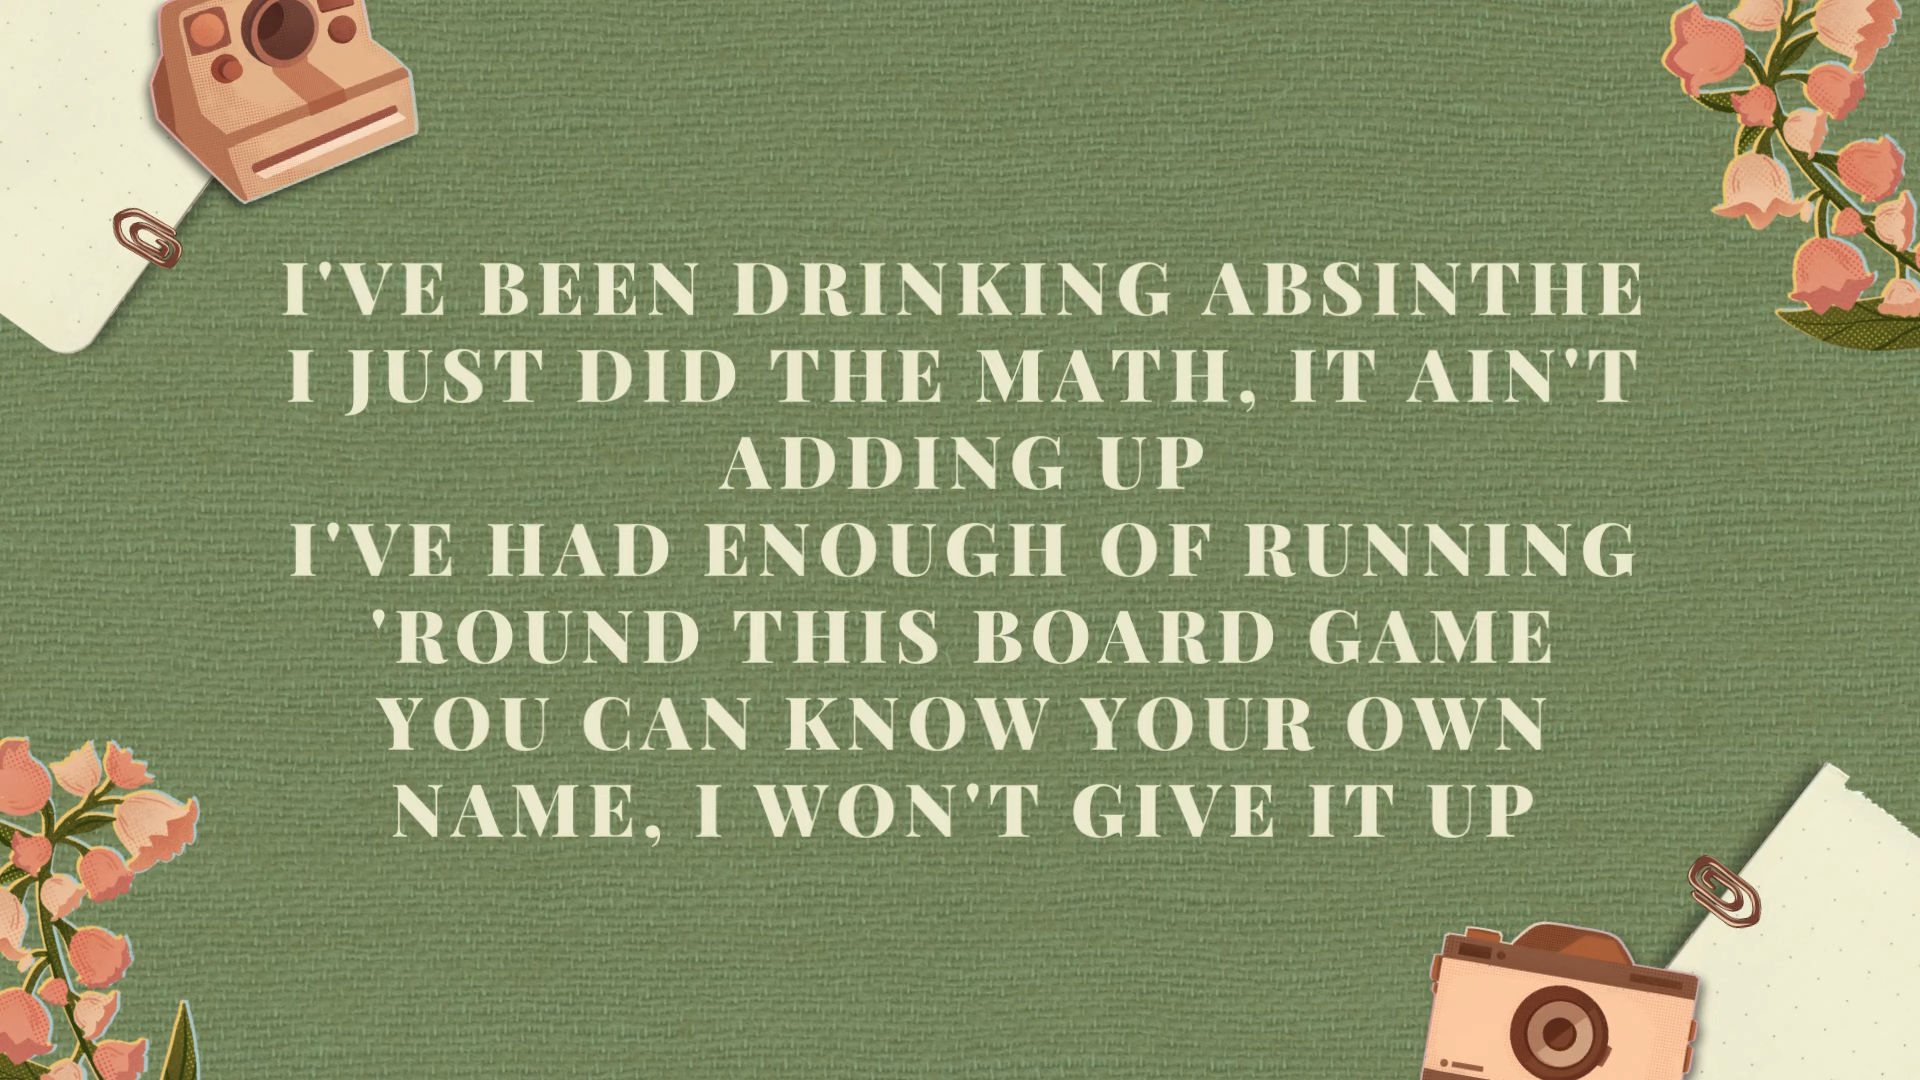 I'VE BEEN DRINKING ABSINTHE
I JUST DID THE MATH, IT AIN'T
ADDING UP
I'VE HAD ENOUGH OF RUNNING
'ROUND THIS BOARD GAME
YOU CAN KNOW YOUR OWN
NAME, I WON'T GIVE IT UP